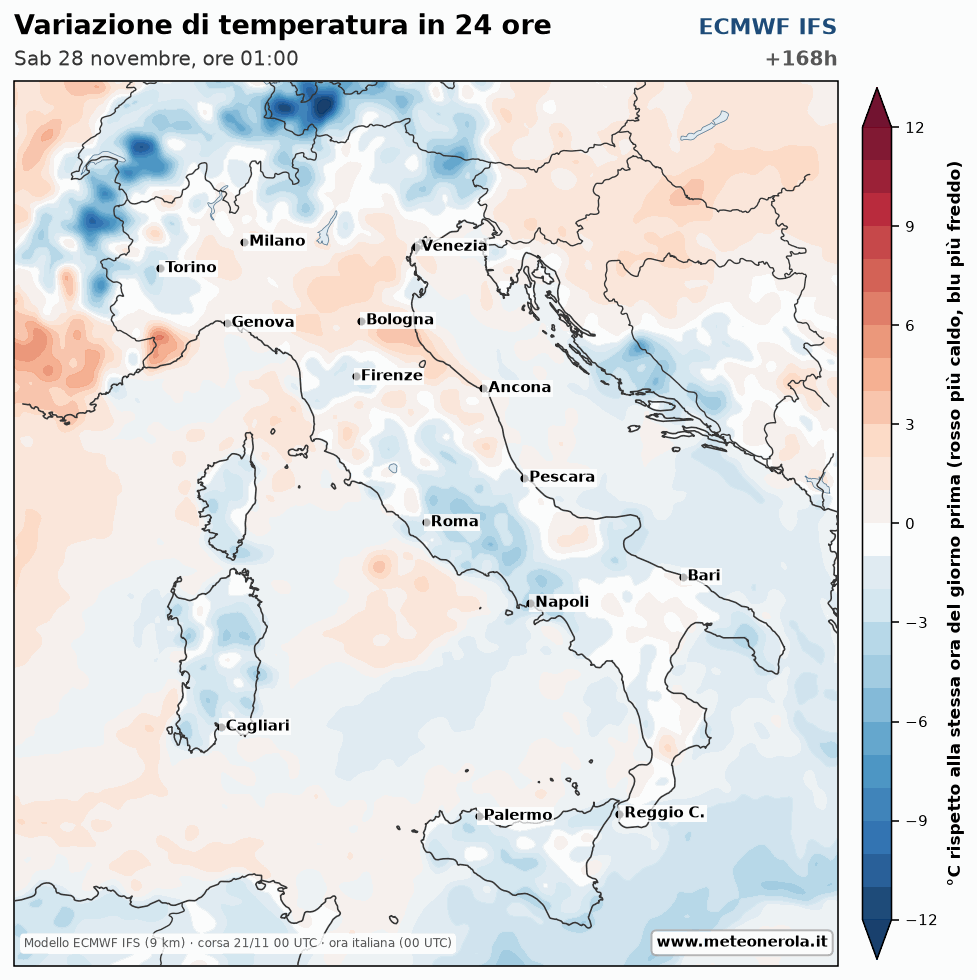 Variazione di temperatura in 24 ore
ECMWF IFS
Sab 28 novembre, ore 01:00
+168h
Milano
Venezia
Torino
Genova
Bologna
Firenze
Ancona
Pescara
Roma
Bari
Napoli
Cagliari
Palermo
Reggio C.
12
9
6
3
0
−3
−6
−9
−12
°C rispetto alla stessa ora del giorno prima (rosso più caldo, blu più freddo)
Modello ECMWF IFS (9 km) · corsa 21/11 00 UTC · ora italiana (00 UTC)
www.meteonerola.it